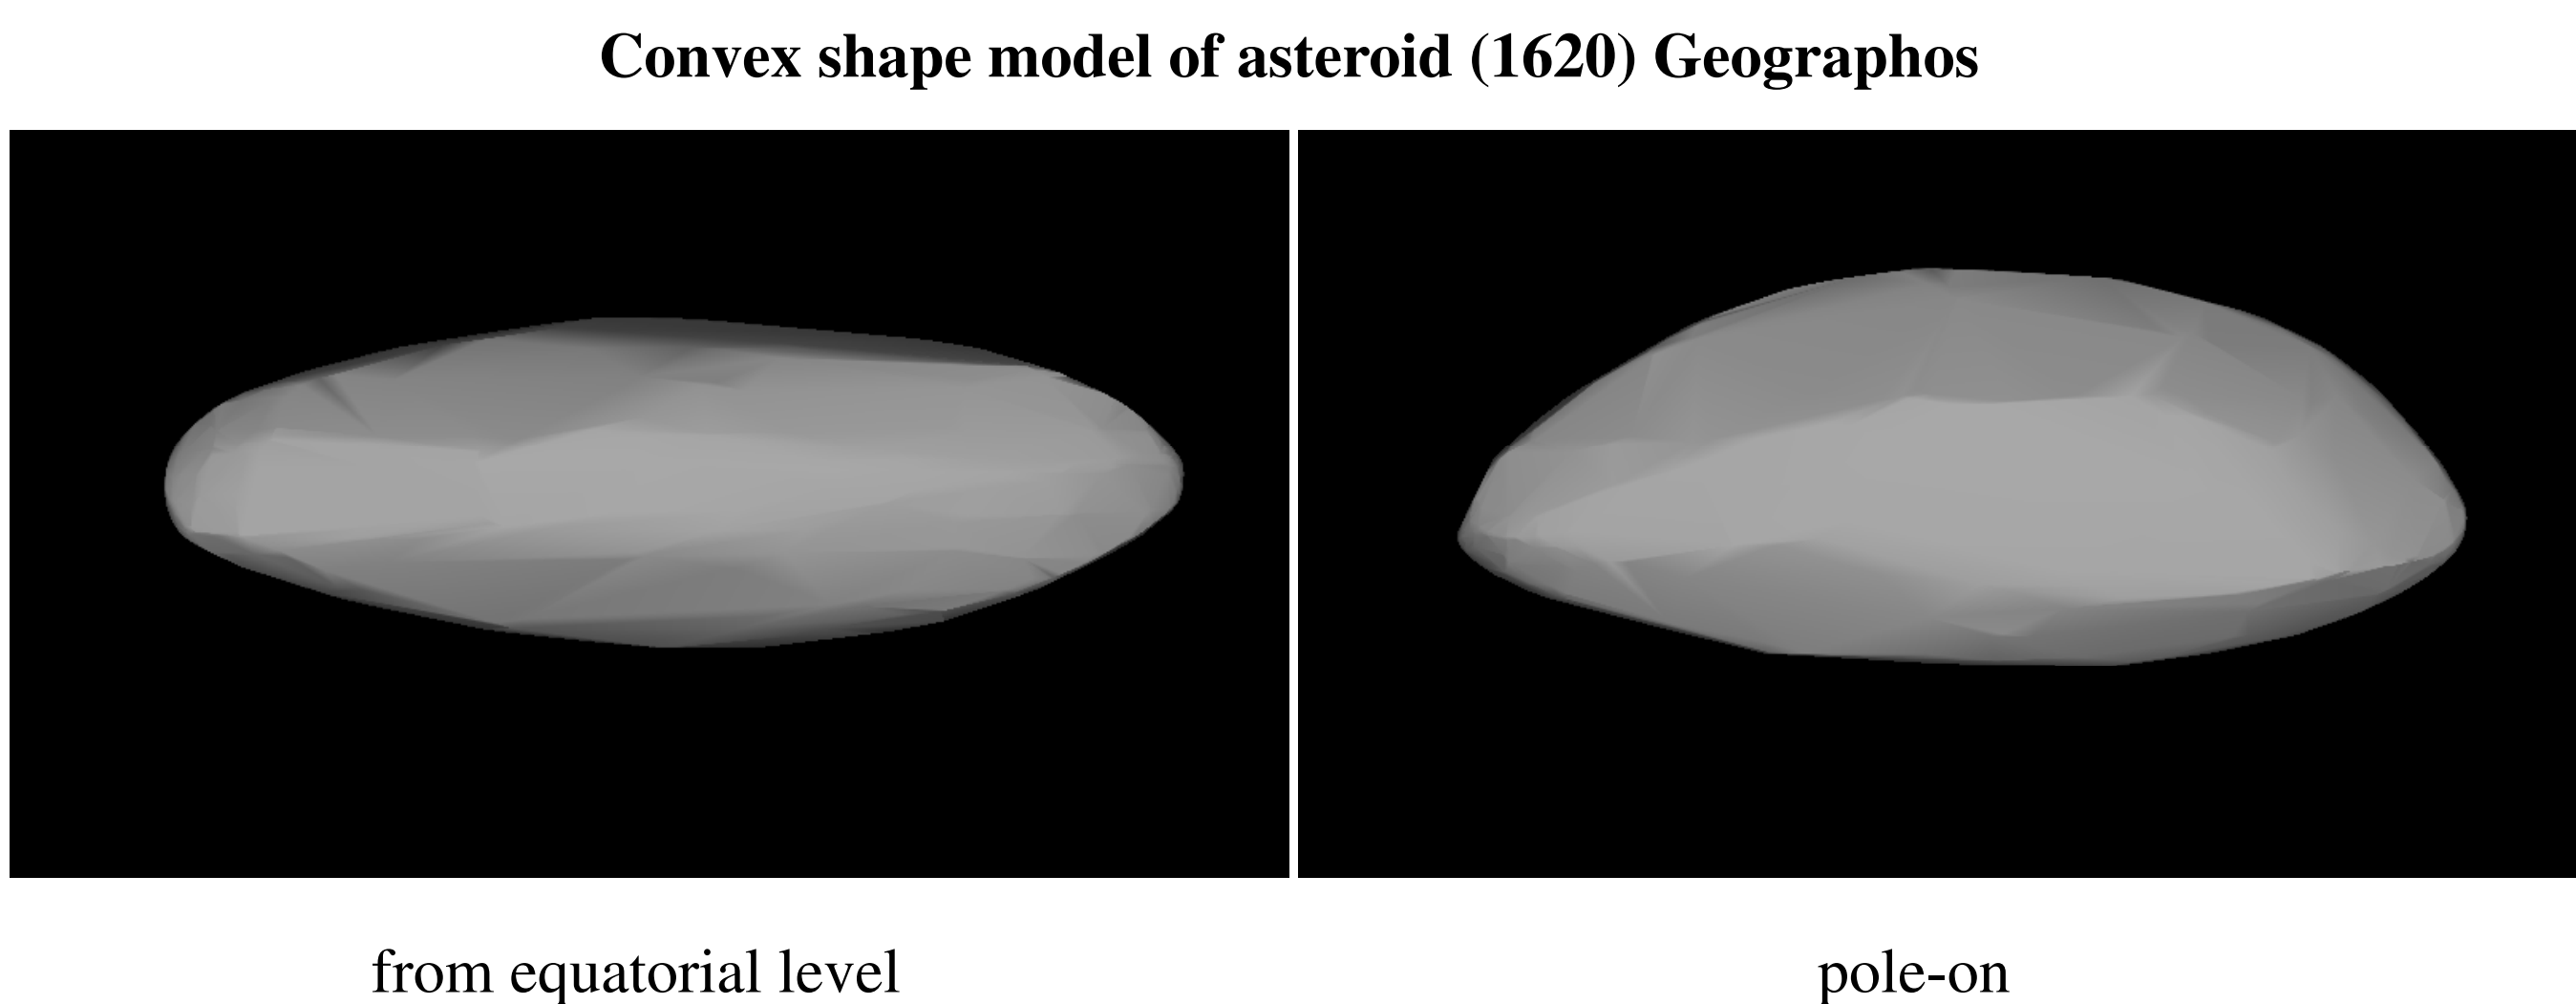 Convex shape model of asteroid (1620) Geographos
from equatorial level
pole-on